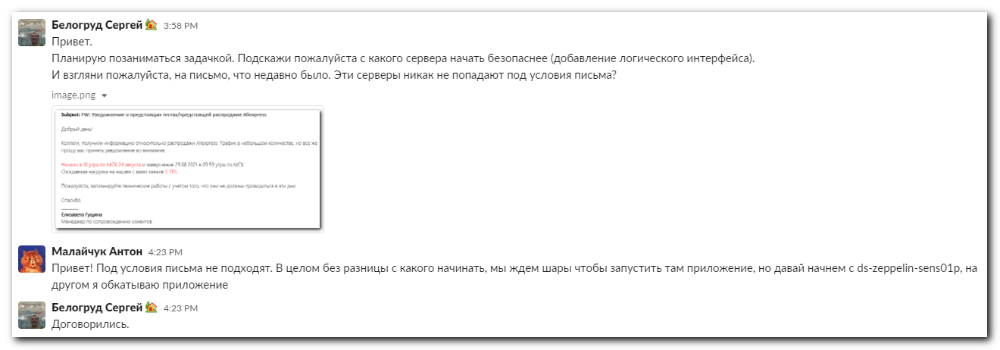 Белогруд Сергей 3:58 PM
Привет.
Планирую позаниматься задачкой. Подскажи пожалуйста с какого сервера начать безопаснее (добавление логического интерфейса).
И взгляни пожалуйста, на письмо, что недавно было. Эти серверы никак не попадают под условия письма?
image.png
Subject: FW: Уведомление о предстоящих тестах/предстоящей распродаже Aliexpress
Добрый день!
Коллеги, получили информацию относительно распродажи Aliexpress. Трафик в небольшом количестве, но все же
прошу вас принять уведомление во внимание.
Начало в 10 утра по МСК 24 августа и завершение 29.08.2021 в 09:59 утра по МСК
Ожидаемая нагрузка на нашем с вами канале 5 TPS
Пожалуйста, запланируйте технические работы с учетом того, что они не должны проводиться в эти дни
Спасибо.
Елизавета Гущина
Менеджер по сопровождению клиентов
Малайчук Антон 4:23 PM
Привет! Под условия письма не подходят. В целом без разницы с какого начинать, мы ждем шары чтобы запустить там приложение, но давай начнем с ds-zeppelin-sens01p, на
другом я обкатываю приложение
Белогруд Сергей 4:23 PM
Договорились.